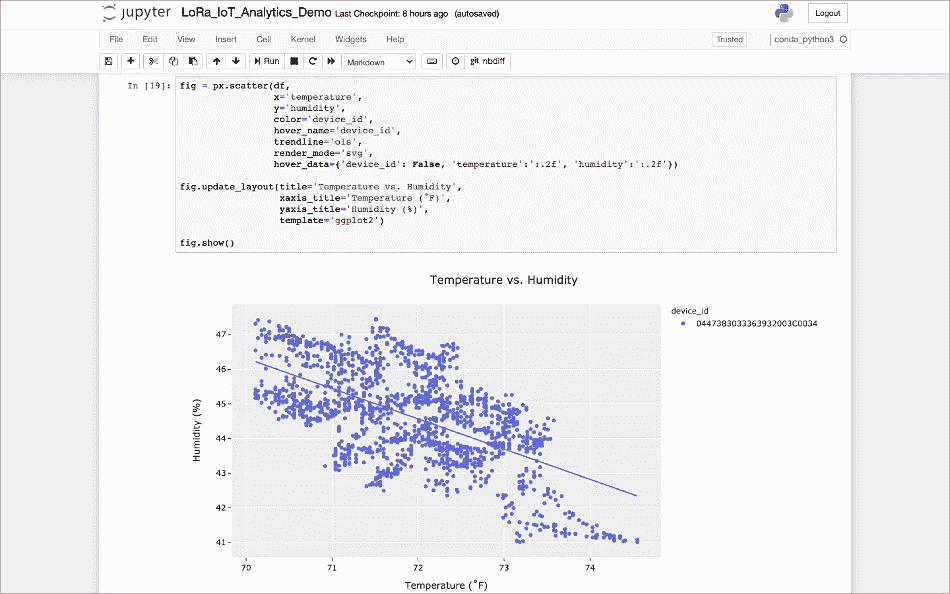 jupyter LoRa_IoT_Analytics_Demo Last Checkpoint: 8 hours ago (autosaved) Logout
File Edit View Insert Cell Kernel Widgets Help Trusted conda_python3
Run Markdown git nbdiff
In [19]: fig = px.scatter(df,
x='temperature',
y='humidity',
color='device_id',
hover_name='device_id',
trendline='ols',
render_mode='svg',
hover_data={'device_id': False, 'temperature':':.2f', 'humidity':':.2f'})
fig.update_layout(title='Temperature vs. Humidity',
xaxis_title='Temperature (˚F)',
yaxis_title='Humidity (%)',
template='ggplot2')
fig.show()
Temperature vs. Humidity
device_id
0447383033363932003C0034
47
46
45
44
43
42
41
Humidity (%)
70 71 72 73 74
Temperature (˚F)